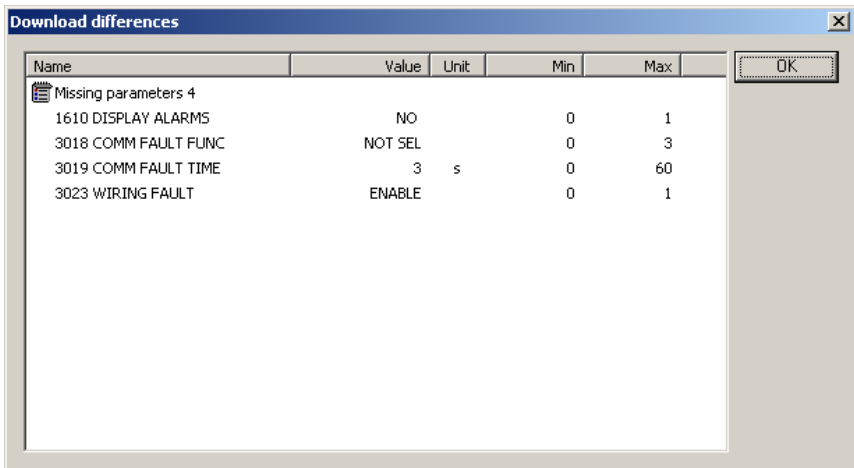 Download differences
Name Value Unit Min Max
OK
Missing parameters 4
1610 DISPLAY ALARMS NO 0 1
3018 COMM FAULT FUNC NOT SEL 0 3
3019 COMM FAULT TIME 3 s 0 60
3023 WIRING FAULT ENABLE 0 1